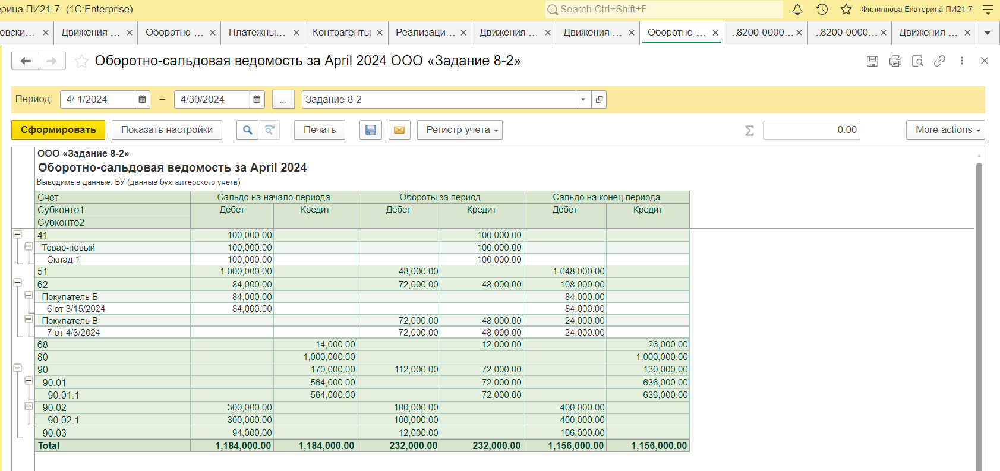 ерина ПИ21-7 (1C:Enterprise) Search Ctrl+Shift+F Филиппова Екатерина ПИ21-7
овски... × Движения ... × Оборотно-... × Платежны... × Контрагенты × Реализаци... × Движения ... × Движения ... × Оборотно-... × ..8200-0000... × ..8200-0000... × Движения ... ×
Оборотно-сальдовая ведомость за April 2024 ООО «Задание 8-2»
Период: 4/ 1/2024 – 4/30/2024 ... Задание 8-2
Сформировать Показать настройки Печать Регистр учета Σ 0.00 More actions
ООО «Задание 8-2»
Оборотно-сальдовая ведомость за April 2024
Выводимые данные: БУ (данные бухгалтерского учета)
Счет Сальдо на начало периода Обороты за период Сальдо на конец периода
Субконто1 Дебет Кредит Дебет Кредит Дебет Кредит
Субконто2
41 100,000.00 100,000.00
Товар-новый 100,000.00 100,000.00
Склад 1 100,000.00 100,000.00
51 1,000,000.00 48,000.00 1,048,000.00
62 84,000.00 72,000.00 48,000.00 108,000.00
Покупатель Б 84,000.00 84,000.00
6 от 3/15/2024 84,000.00 84,000.00
Покупатель В 72,000.00 48,000.00 24,000.00
7 от 4/3/2024 72,000.00 48,000.00 24,000.00
68 14,000.00 12,000.00 26,000.00
80 1,000,000.00 1,000,000.00
90 170,000.00 112,000.00 72,000.00 130,000.00
90.01 564,000.00 72,000.00 636,000.00
90.01.1 564,000.00 72,000.00 636,000.00
90.02 300,000.00 100,000.00 400,000.00
90.02.1 300,000.00 100,000.00 400,000.00
90.03 94,000.00 12,000.00 106,000.00
Total 1,184,000.00 1,184,000.00 232,000.00 232,000.00 1,156,000.00 1,156,000.00